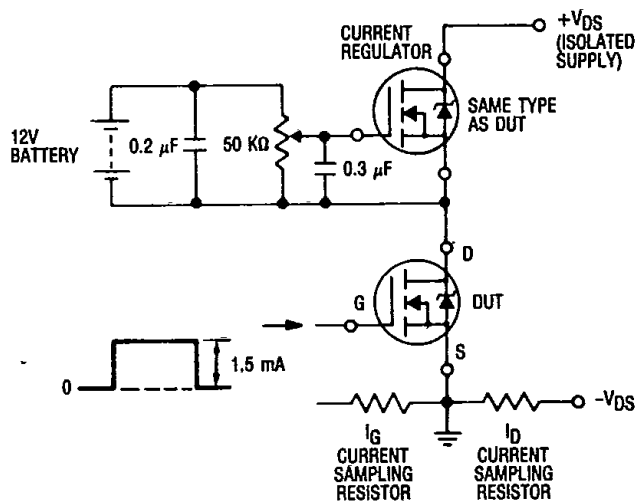 +VDS
(ISOLATED
SUPPLY)
CURRENT
REGULATOR
SAME TYPE
AS DUT
12V
BATTERY
0.2 µF
50 KΩ
0.3 µF
D
G
DUT
S
1.5 mA
0
-VDS
IG
CURRENT
SAMPLING
RESISTOR
ID
CURRENT
SAMPLING
RESISTOR